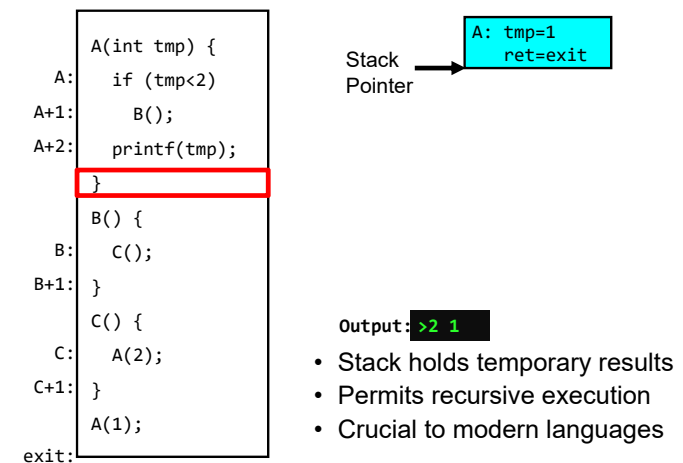 A(int tmp) {
A: if (tmp<2)
A+1: B();
A+2: printf(tmp);
}
B() {
B: C();
B+1: }
C() {
C: A(2);
C+1: }
A(1);
exit:
A: tmp=1
ret=exit
Stack
Pointer
Output: >2 1
• Stack holds temporary results
• Permits recursive execution
• Crucial to modern languages